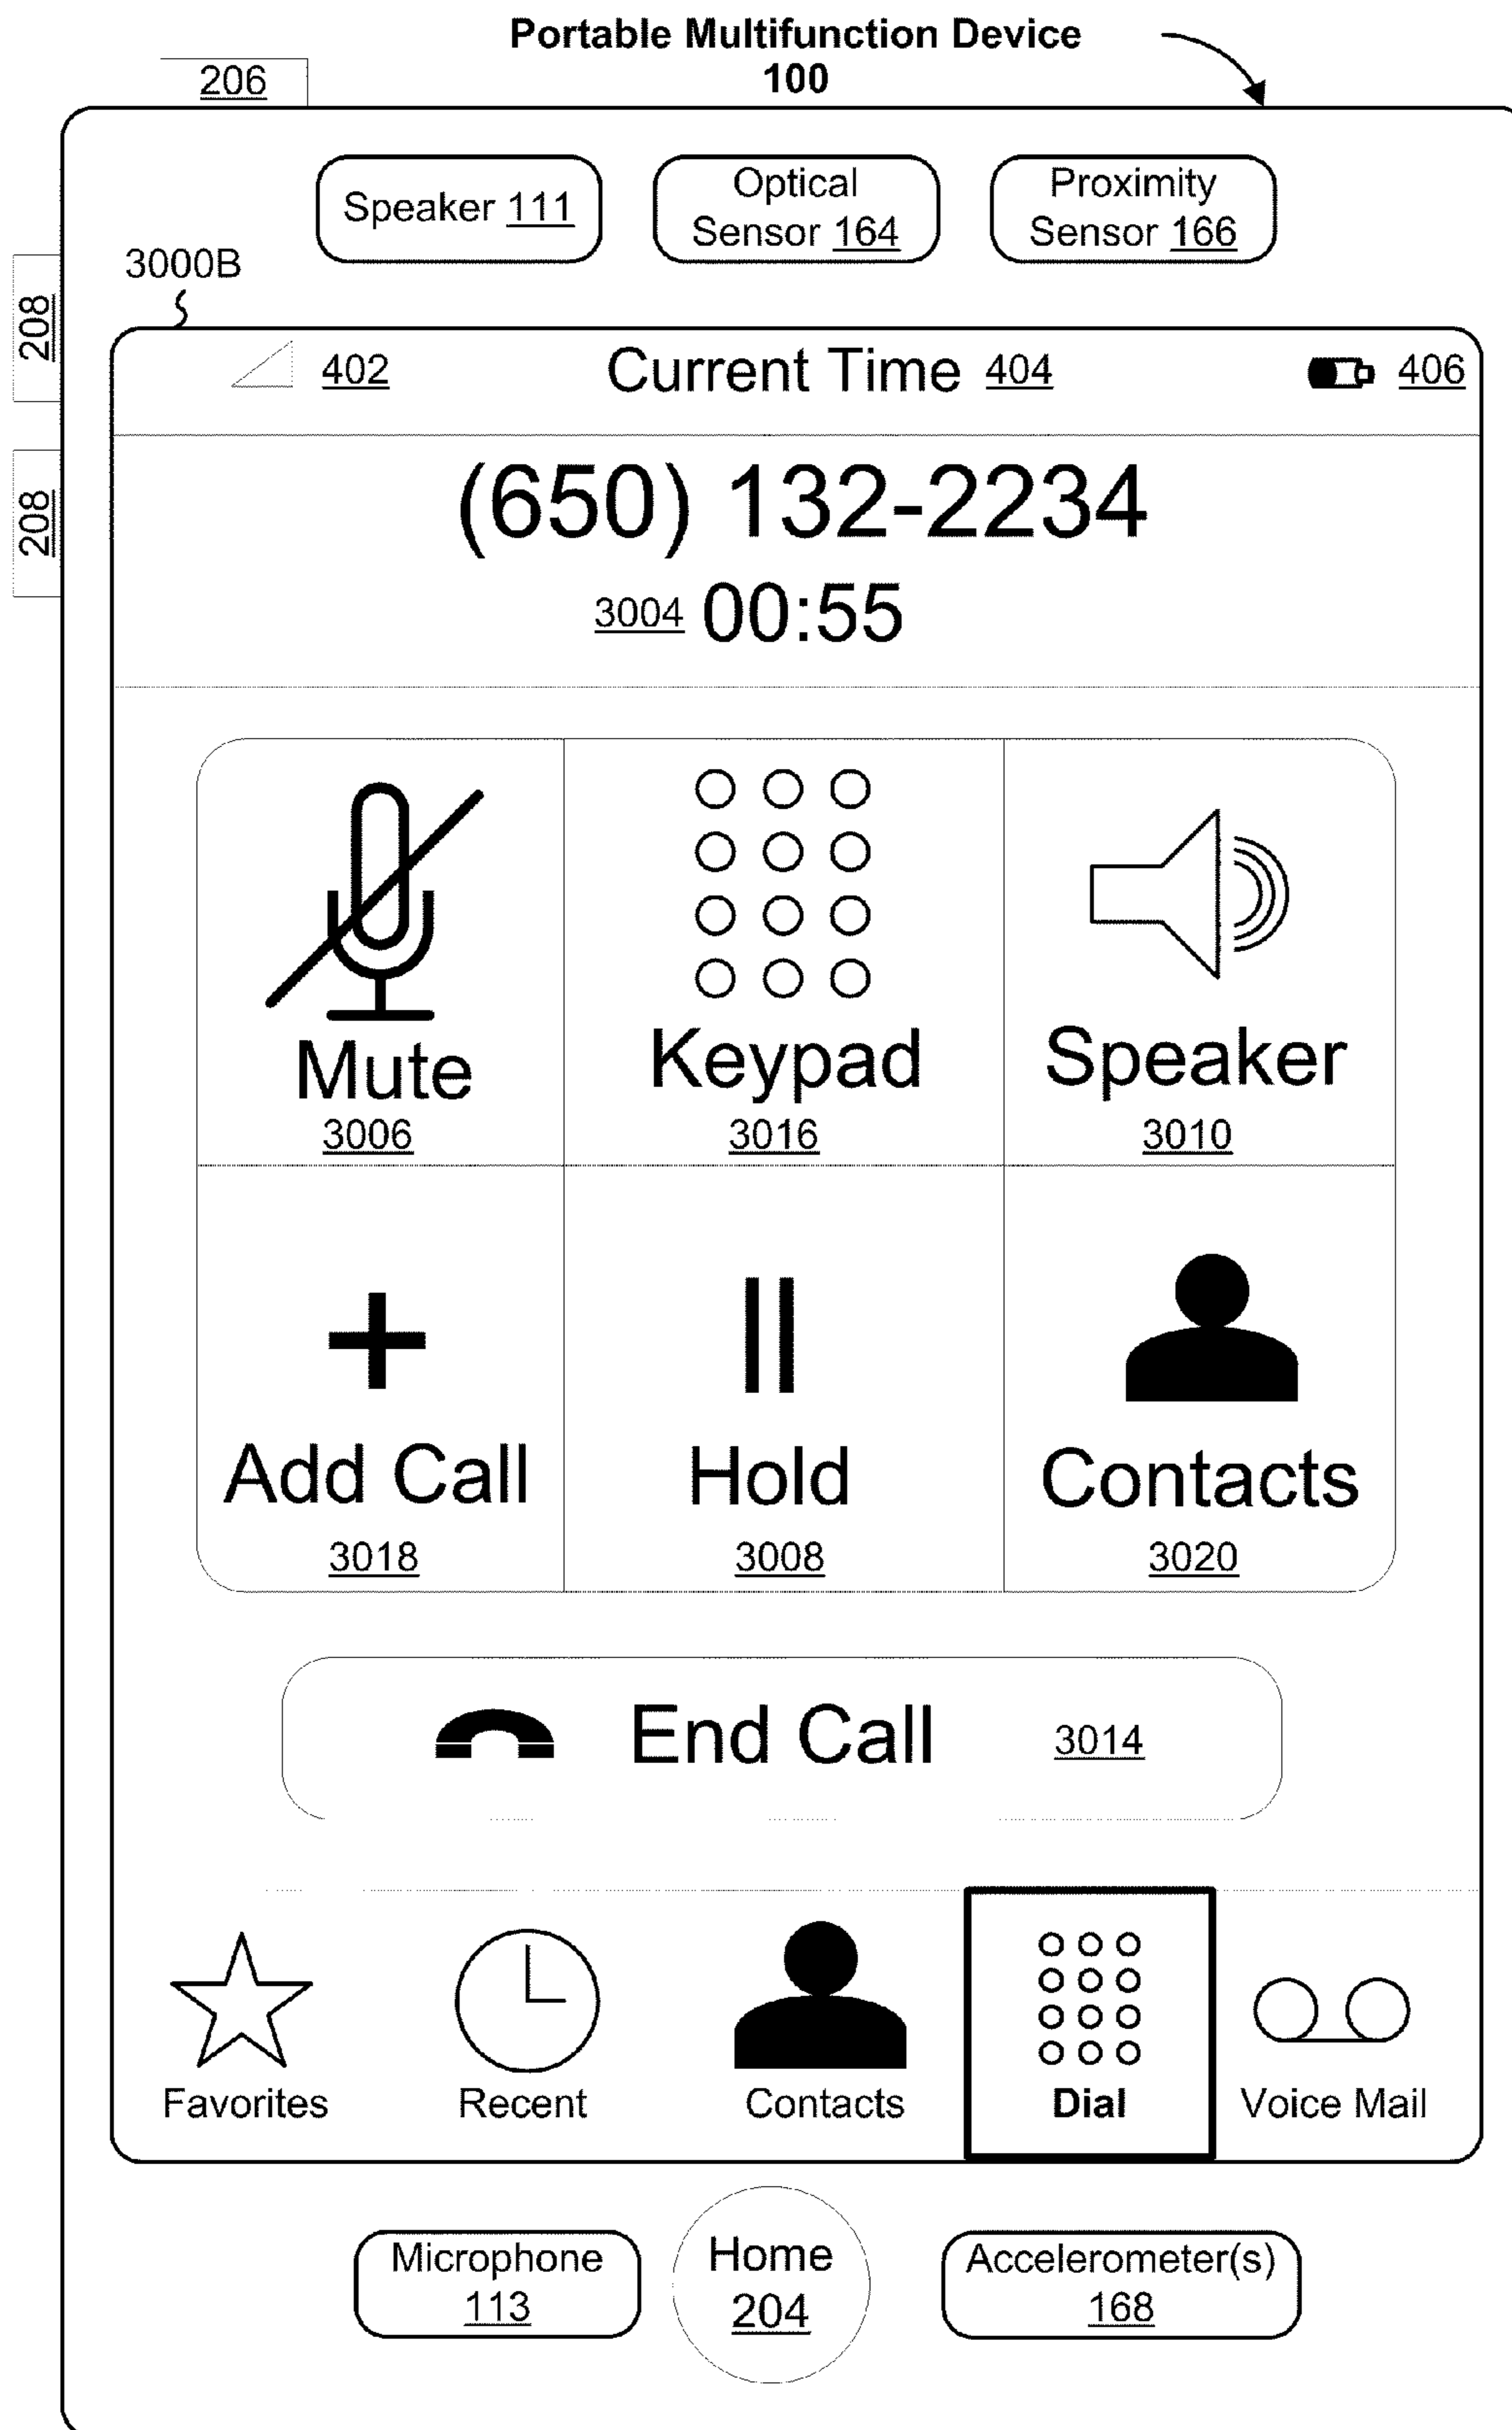 Portable Multifunction Device
100
206
Speaker 111
Optical
Sensor 164
Proximity
Sensor 166
3000B
208
208
402
Current Time 404
406
(650) 132-2234
3004 00:55
Mute
3006
Keypad
3016
Speaker
3010
Add Call
3018
Hold
3008
Contacts
3020
End Call 3014
Favorites
Recent
Contacts
Dial
Voice Mail
Microphone
113
Home
204
Accelerometer(s)
168